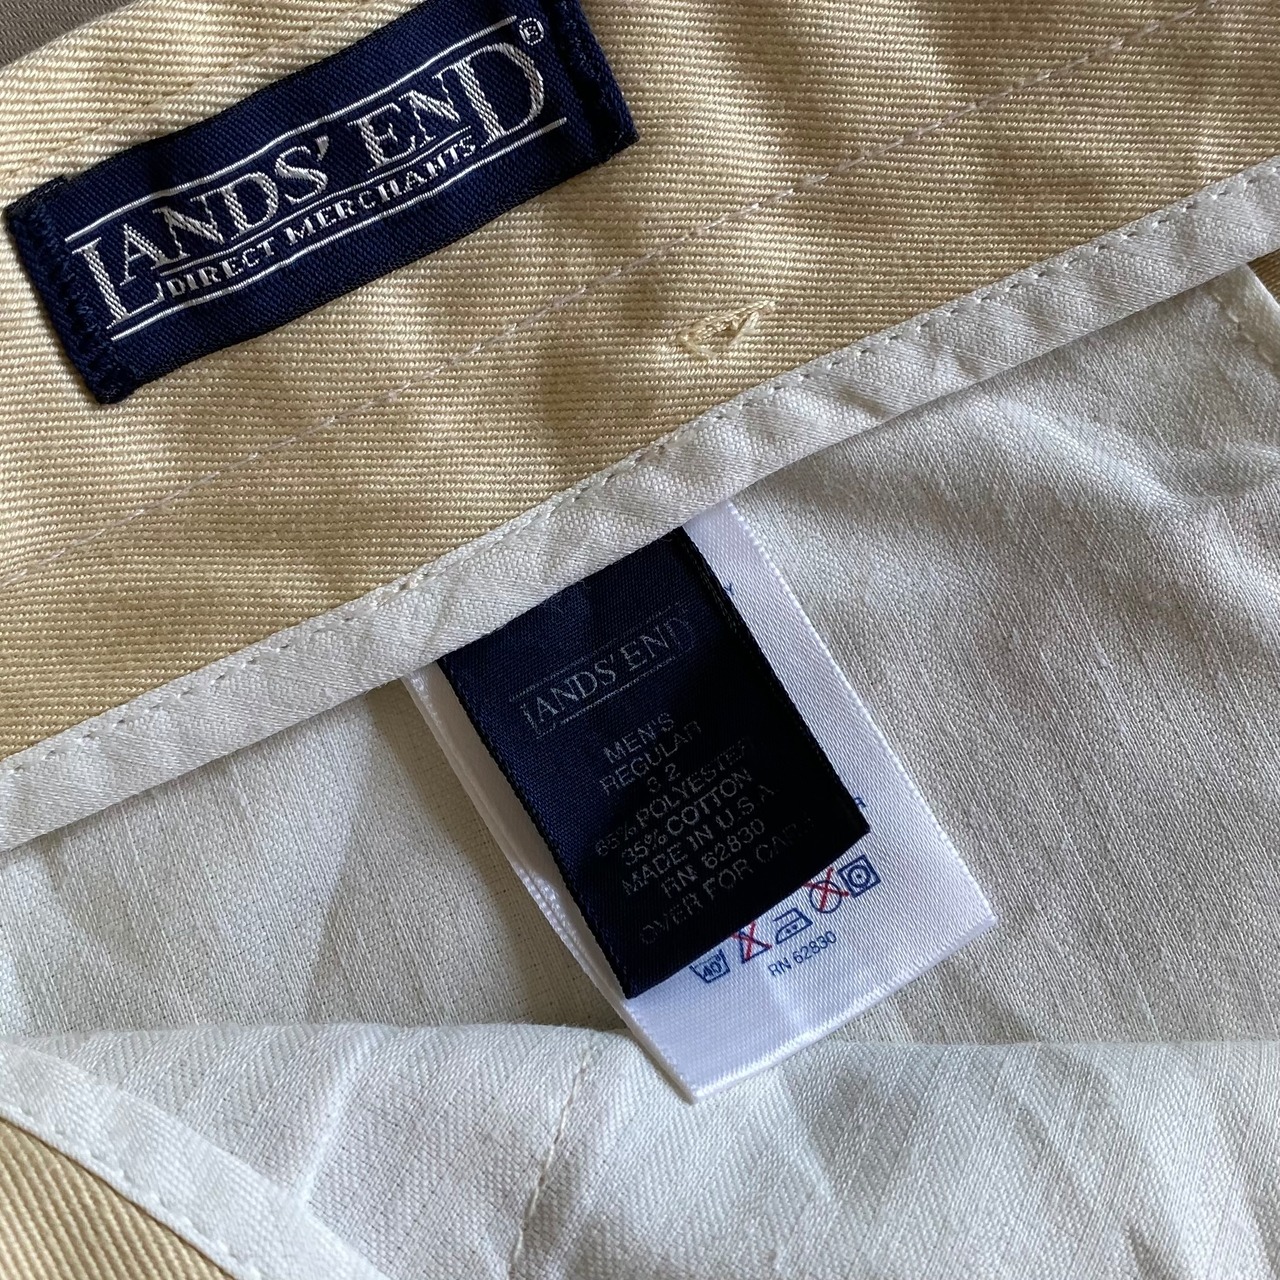 LANDS' END®
DIRECT MERCHANTS
LANDS' END
MEN'S
REGULAR
32
65% POLYESTER
35% COTTON
MADE IN U.S.A
RN 62830
OVER FOR CARE
40°
RN 62830